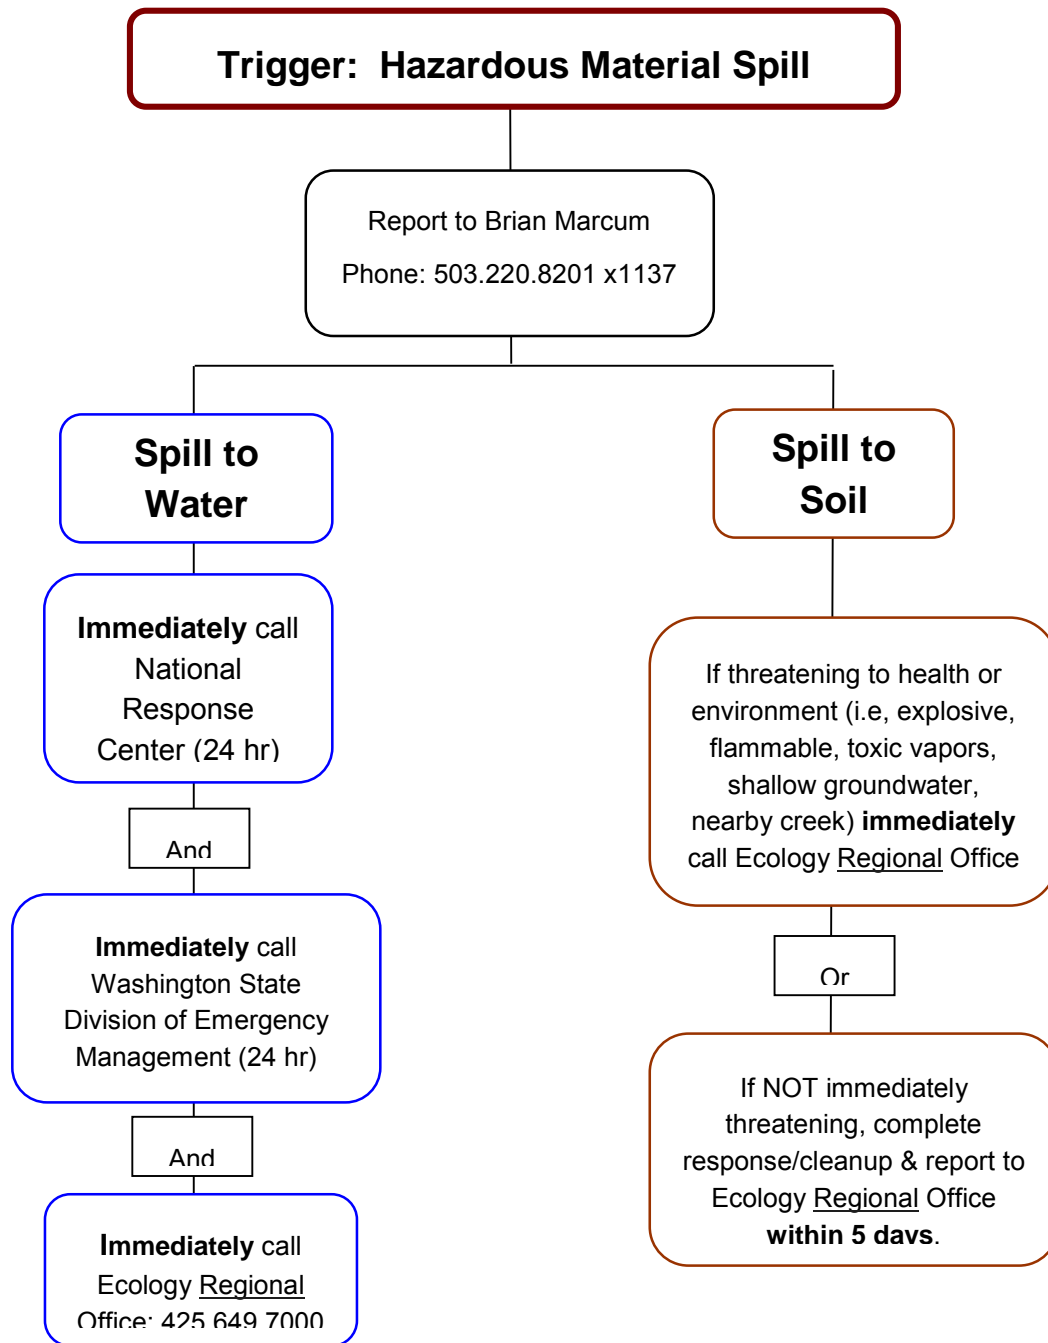 Trigger: Hazardous Material Spill
Report to Brian Marcum
Phone: 503.220.8201 x1137
Spill to
Water
Immediately call
National
Response
Center (24 hr)
And
Immediately call
Washington State
Division of Emergency
Management (24 hr)
And
Immediately call
Ecology Regional
Office: 425.649.7000
Spill to
Soil
If threatening to health or
environment (i.e, explosive,
flammable, toxic vapors,
shallow groundwater,
nearby creek) immediately
call Ecology Regional Office
Or
If NOT immediately
threatening, complete
response/cleanup & report to
Ecology Regional Office
within 5 days.